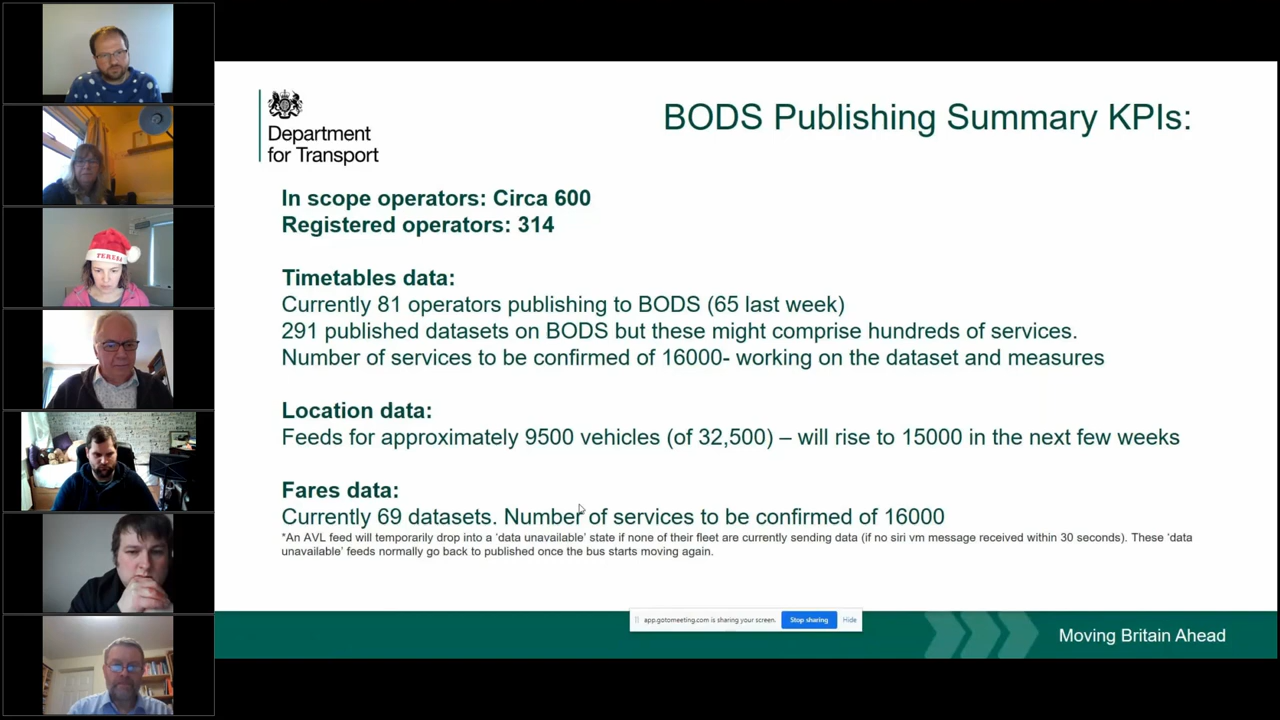 TERESA
Department
for Transport
BODS Publishing Summary KPIs:
In scope operators: Circa 600
Registered operators: 314
Timetables data:
Currently 81 operators publishing to BODS (65 last week)
291 published datasets on BODS but these might comprise hundreds of services.
Number of services to be confirmed of 16000- working on the dataset and measures
Location data:
Feeds for approximately 9500 vehicles (of 32,500) – will rise to 15000 in the next few weeks
Fares data:
Currently 69 datasets. Number of services to be confirmed of 16000
*An AVL feed will temporarily drop into a 'data unavailable' state if none of their fleet are currently sending data (if no siri vm message received within 30 seconds). These 'data
unavailable' feeds normally go back to published once the bus starts moving again.
app.gotomeeting.com is sharing your screen. Stop sharing Hide
Moving Britain Ahead